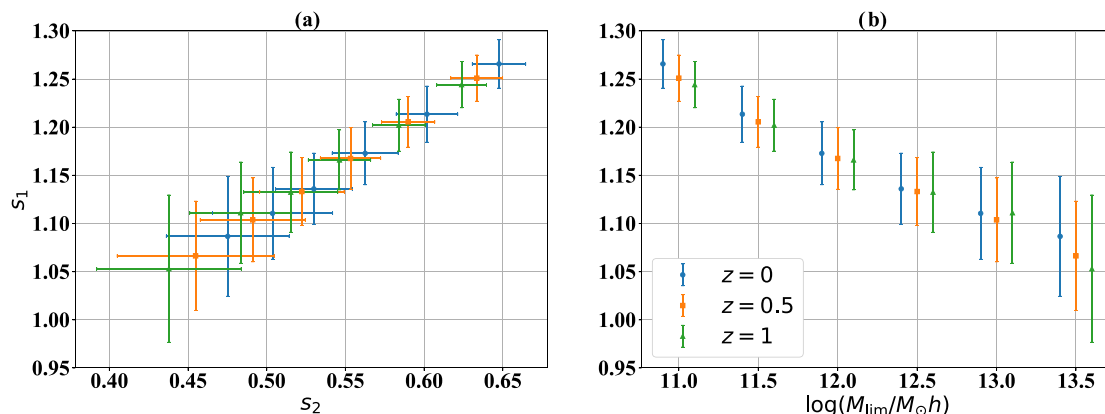 (a)
1.30
1.25
1.20
1.15
1.10
1.05
1.00
0.95
s₁
0.40 0.45 0.50 0.55 0.60 0.65
s₂
(b)
1.30
1.25
1.20
1.15
1.10
1.05
1.00
0.95
z = 0
z = 0.5
z = 1
11.0 11.5 12.0 12.5 13.0 13.5
log(M_lim/M_⊙h)